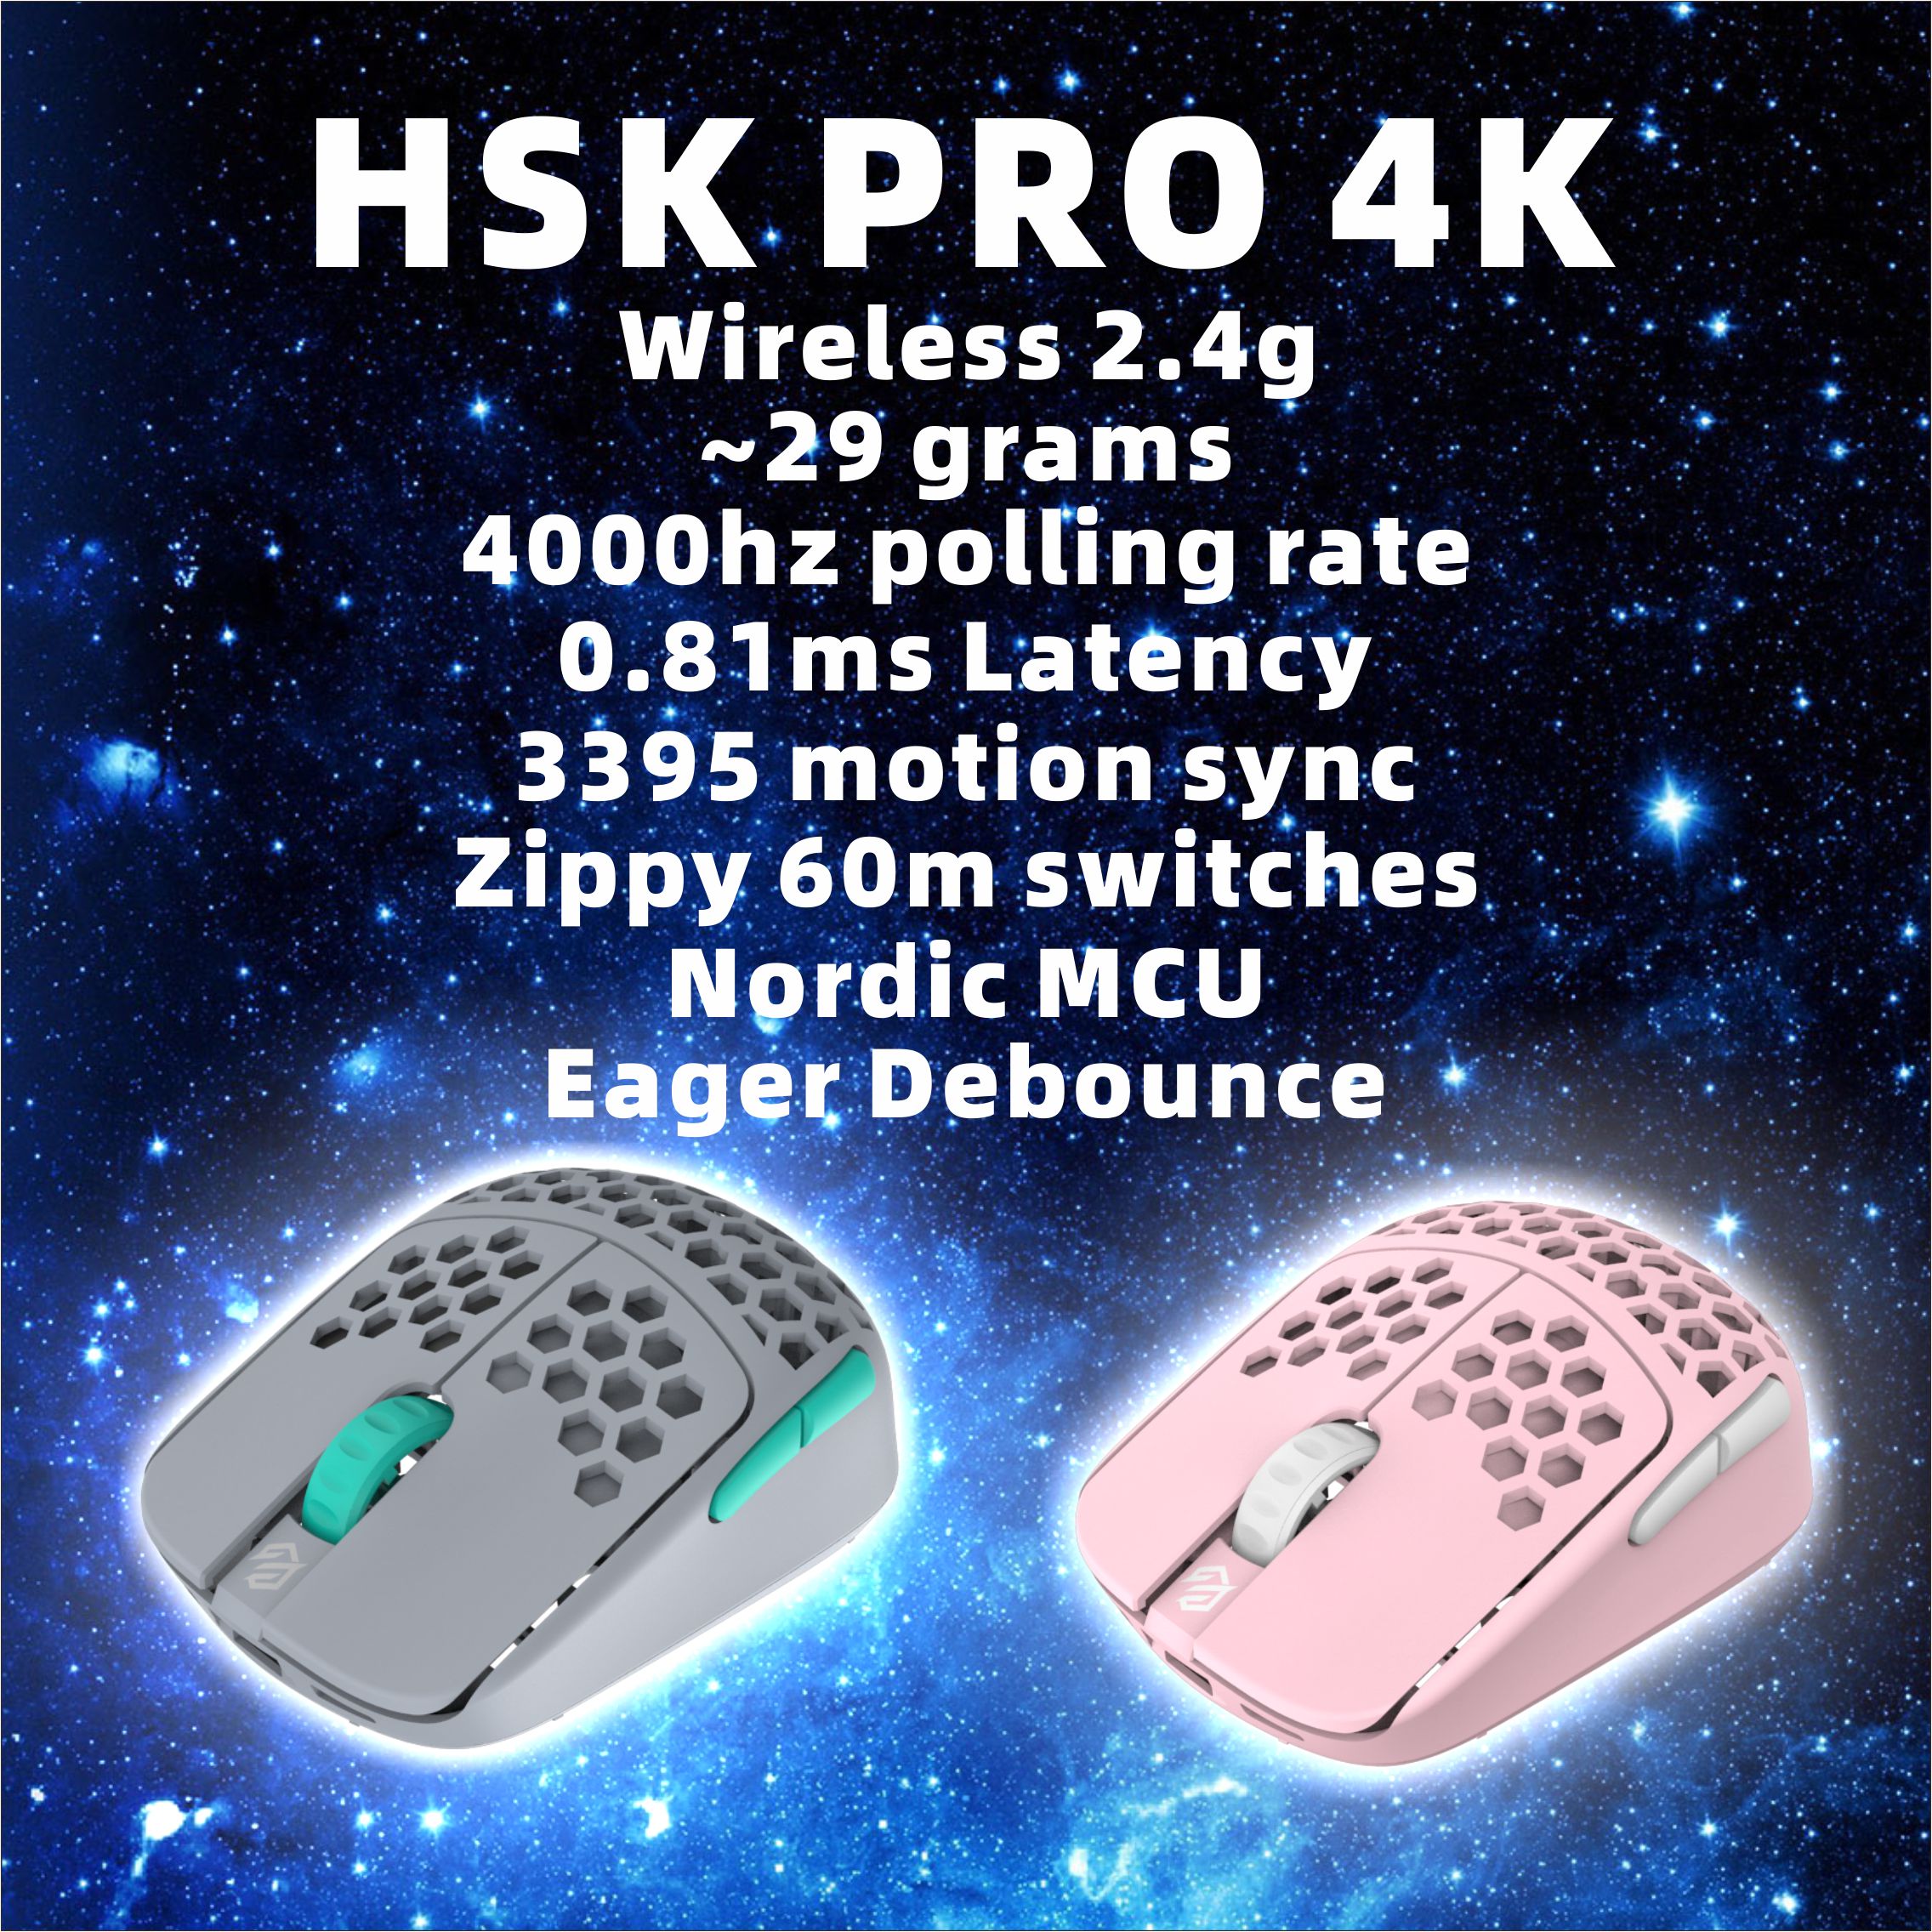 HSK PRO 4K
Wireless 2.4g
~29 grams
4000hz polling rate
0.81ms Latency
3395 motion sync
Zippy 60m switches
Nordic MCU
Eager Debounce